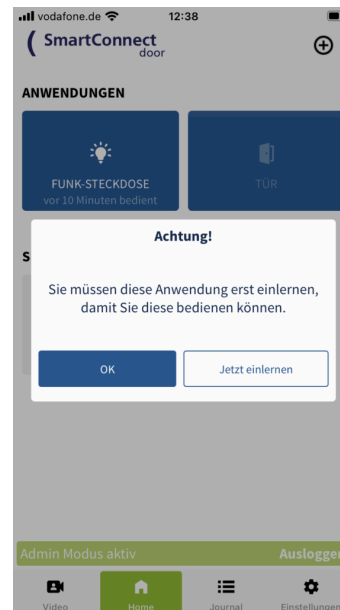 vodafone.de 12:38
SmartConnect
door
ANWENDUNGEN
FUNK-STECKDOSE
vor 10 Minuten bedient
TÜR
Achtung!
S
Sie müssen diese Anwendung erst einlernen,
damit Sie diese bedienen können.
OK Jetzt einlernen
Admin Modus aktiv Auslogge
Video Home Journal Einstellungen